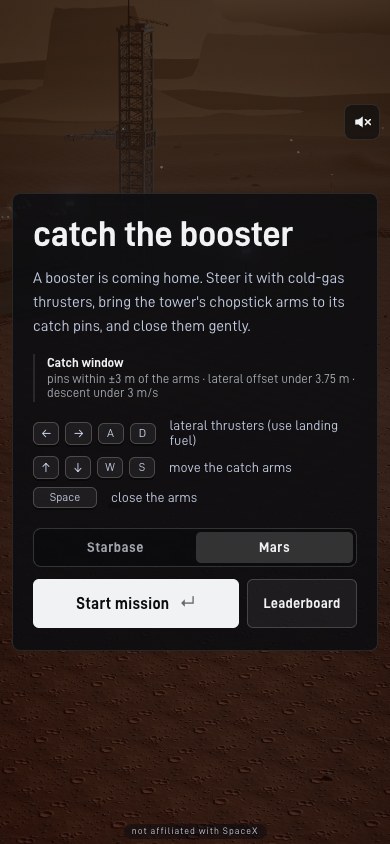 catch the booster
A booster is coming home. Steer it with cold-gas
thrusters, bring the tower's chopstick arms to its
catch pins, and close them gently.
Catch window
pins within ±3 m of the arms · lateral offset under 3.75 m ·
descent under 3 m/s
← → A D lateral thrusters (use landing
fuel)
↑ ↓ W S move the catch arms
Space close the arms
Starbase Mars
Start mission ↵ Leaderboard
not affiliated with SpaceX